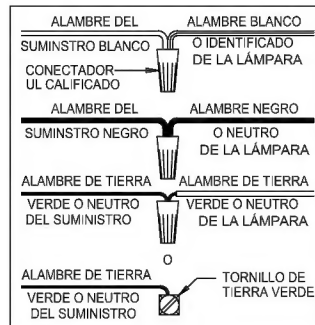 ALAMBRE DEL ALAMBRE BLANCO
SUMINSTRO BLANCO O IDENTIFICADO
DE LA LÁMPARA
CONECTADOR
UL CALIFICADO
ALAMBRE DEL ALAMBRE NEGRO
SUMINSTRO NEGRO O NEUTRO
DE LA LÁMPARA
ALAMBRE DE TIERRA ALAMBRE DE TIERRA
VERDE O NEUTRO VERDE O NEUTRO
DEL SUMINISTRO DE LA LÁMPARA
O
ALAMBRE DE TIERRA TORNILLO DE
VERDE O NEUTRO TIERRA VERDE
DEL SUMINISTRO